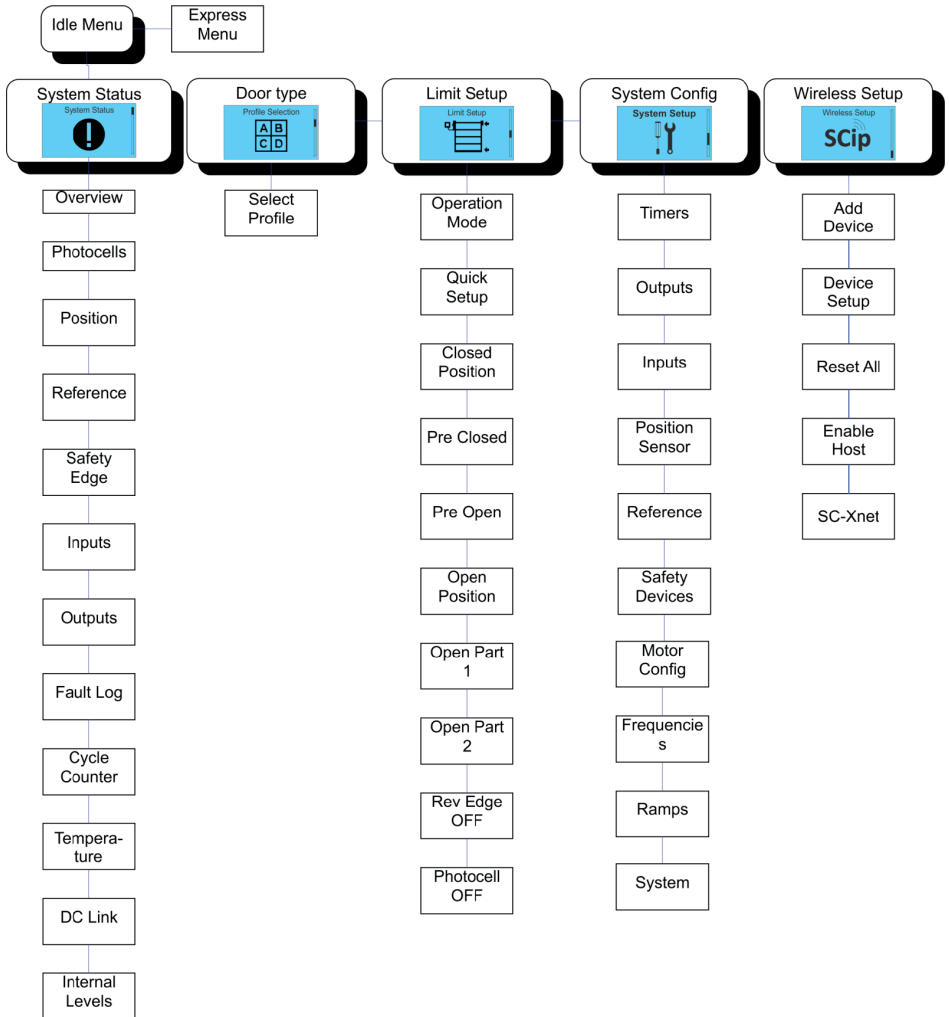 Idle Menu
Express
Menu
System Status
System Status
Overview
Photocells
Position
Reference
Safety
Edge
Inputs
Outputs
Fault Log
Cycle
Counter
Tempera-
ture
DC Link
Internal
Levels
Door type
Profile Selection
A B
C D
Select
Profile
Limit Setup
Limit Setup
Operation
Mode
Quick
Setup
Closed
Position
Pre Closed
Pre Open
Open
Position
Open Part
1
Open Part
2
Rev Edge
OFF
Photocell
OFF
System Config
System Setup
Timers
Outputs
Inputs
Position
Sensor
Reference
Safety
Devices
Motor
Config
Frequencie
s
Ramps
System
Wireless Setup
Wireless Setup
SCip
Add
Device
Device
Setup
Reset All
Enable
Host
SC-Xnet